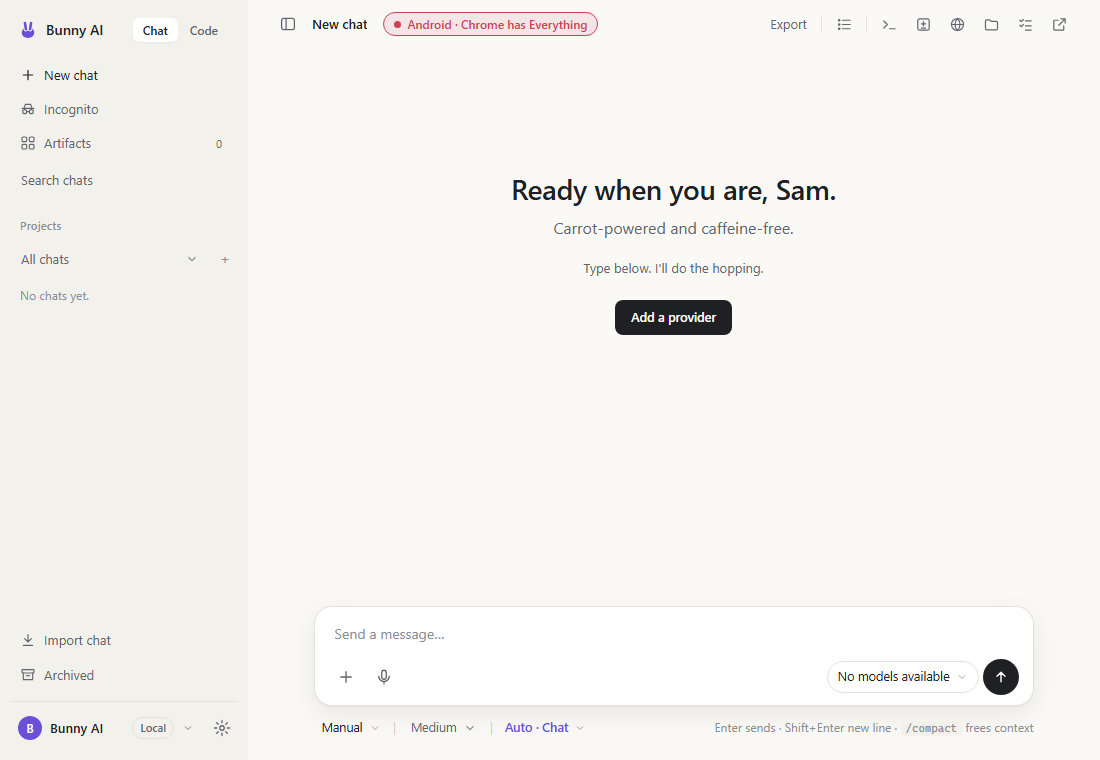 Bunny AI
Chat
Code
New chat
Incognito
Artifacts
0
Search chats
Projects
All chats
+
No chats yet.
Import chat
Archived
B
Bunny AI
Local
New chat
Android · Chrome has Everything
Export
Ready when you are, Sam.
Carrot-powered and caffeine-free.
Type below. I'll do the hopping.
Add a provider
Send a message...
No models available
Manual
Medium
Auto · Chat
Enter sends · Shift+Enter new line · /compact frees context